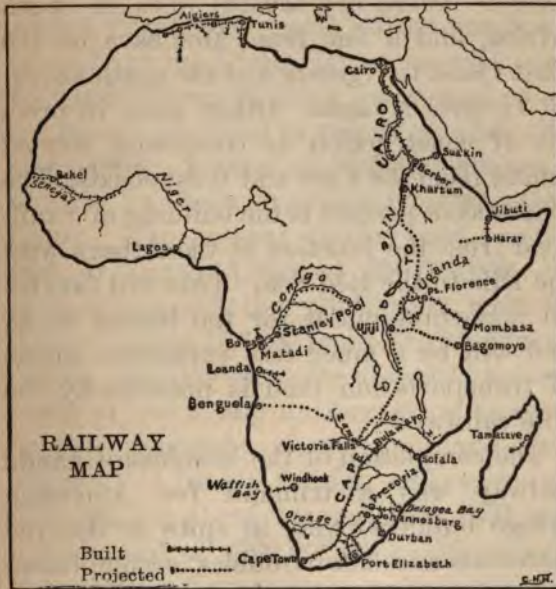 Algiers
Tunis
Cairo
CAIRO
Suakin
Berber
Khartum
Bakel
Senegal
Niger
Jibuti
Harar
Lagos
LINE
TO
Uganda
Pt. Florence
Congo
Stanley Pool
Ujiji
Mombasa
Boma
Matadi
Bagomoyo
Loanda
Benguela
Bulawayo
Victoria Falls
Tamatave
RAILWAY
MAP
Sofala
Windhoek
CAPE
Walfish
Bay
Pretoria
Delagoa Bay
Johannesburg
Orange
Durban
Built
Projected
Cape Town
Port Elizabeth